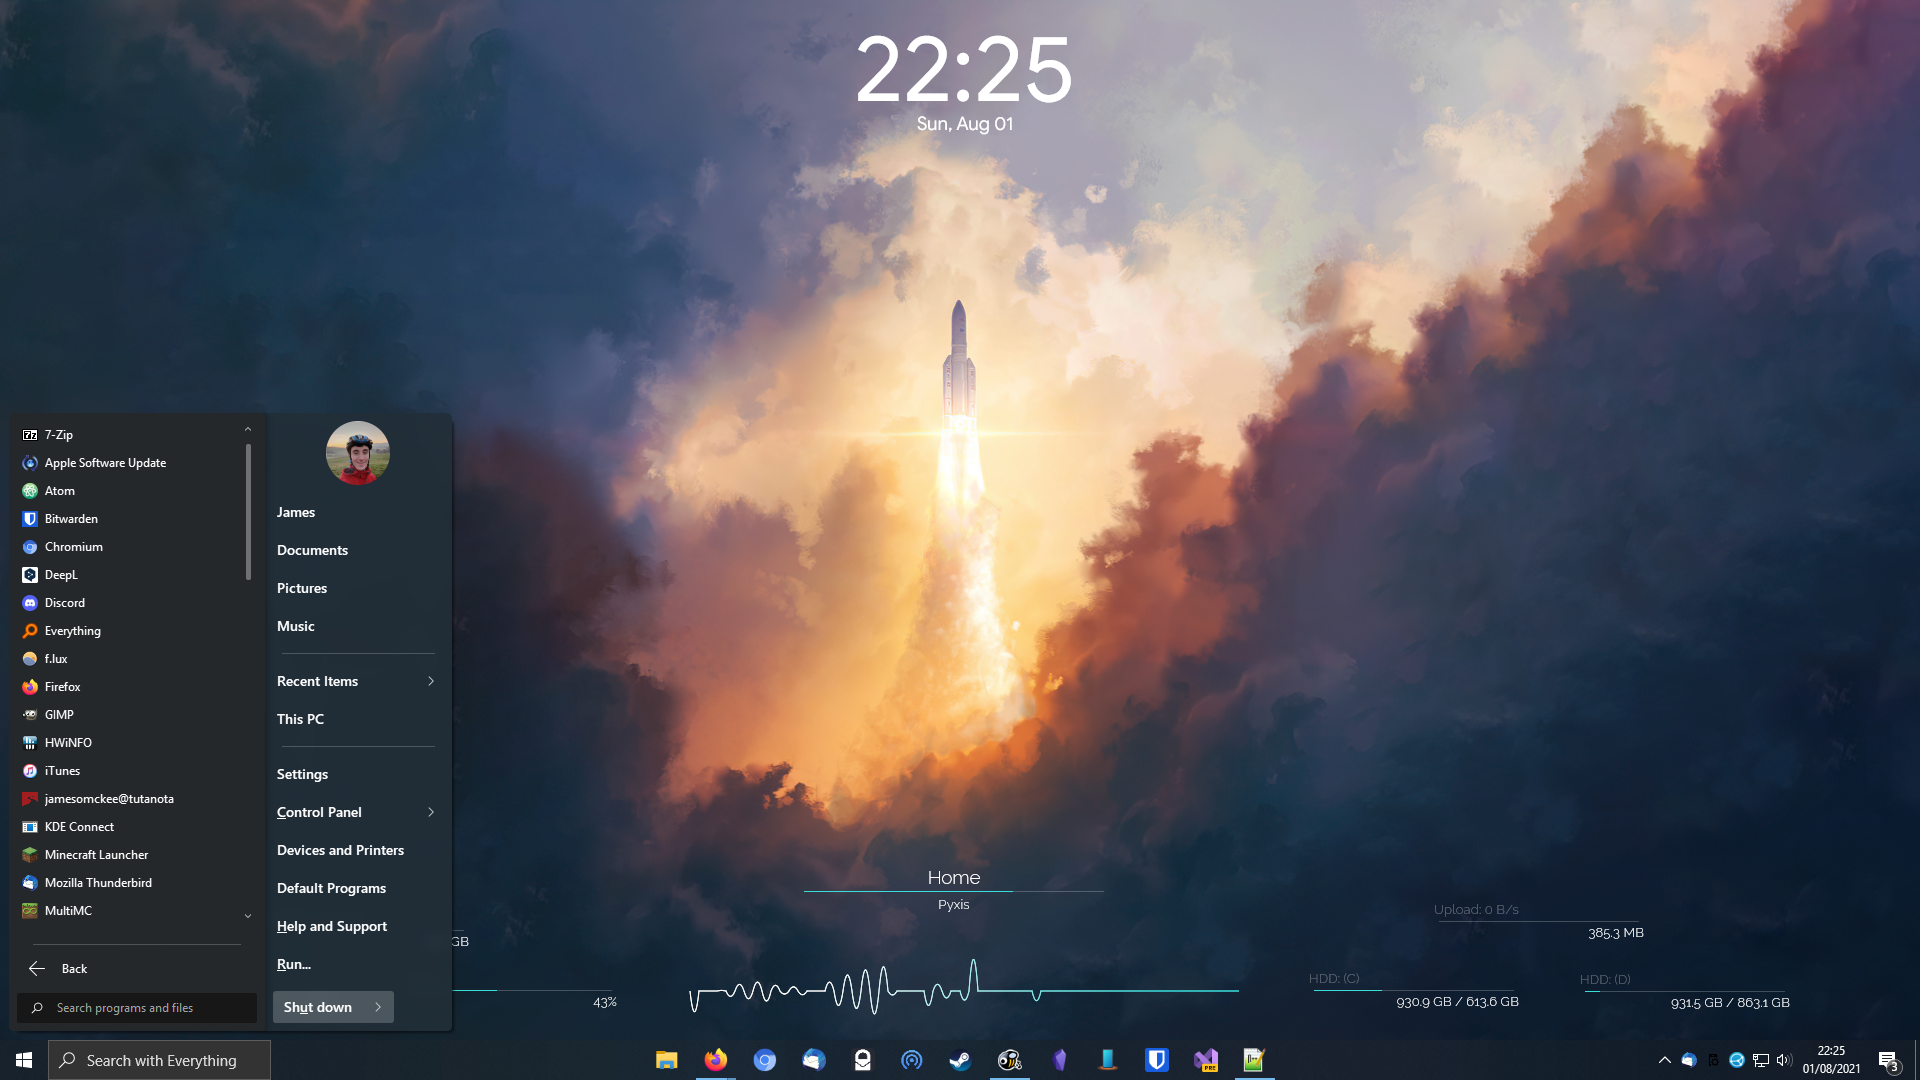 22:25
Sun, Aug 01
7-Zip
Apple Software Update
Atom
Bitwarden
Chromium
DeepL
Discord
Everything
f.lux
Firefox
GIMP
HWiNFO
iTunes
jamesomckee@tutanota
KDE Connect
Minecraft Launcher
Mozilla Thunderbird
MultiMC
Back
Search programs and files
James
Documents
Pictures
Music
Recent Items
This PC
Settings
Control Panel
Devices and Printers
Default Programs
Help and Support
Run...
Shut down
GB
43%
Home
Pyxis
Upload: 0 B/s
385.3 MB
HDD: (C)
930.9 GB / 613.6 GB
HDD: (D)
931.5 GB / 863.1 GB
Search with Everything
PRE
22:25
01/08/2021
3